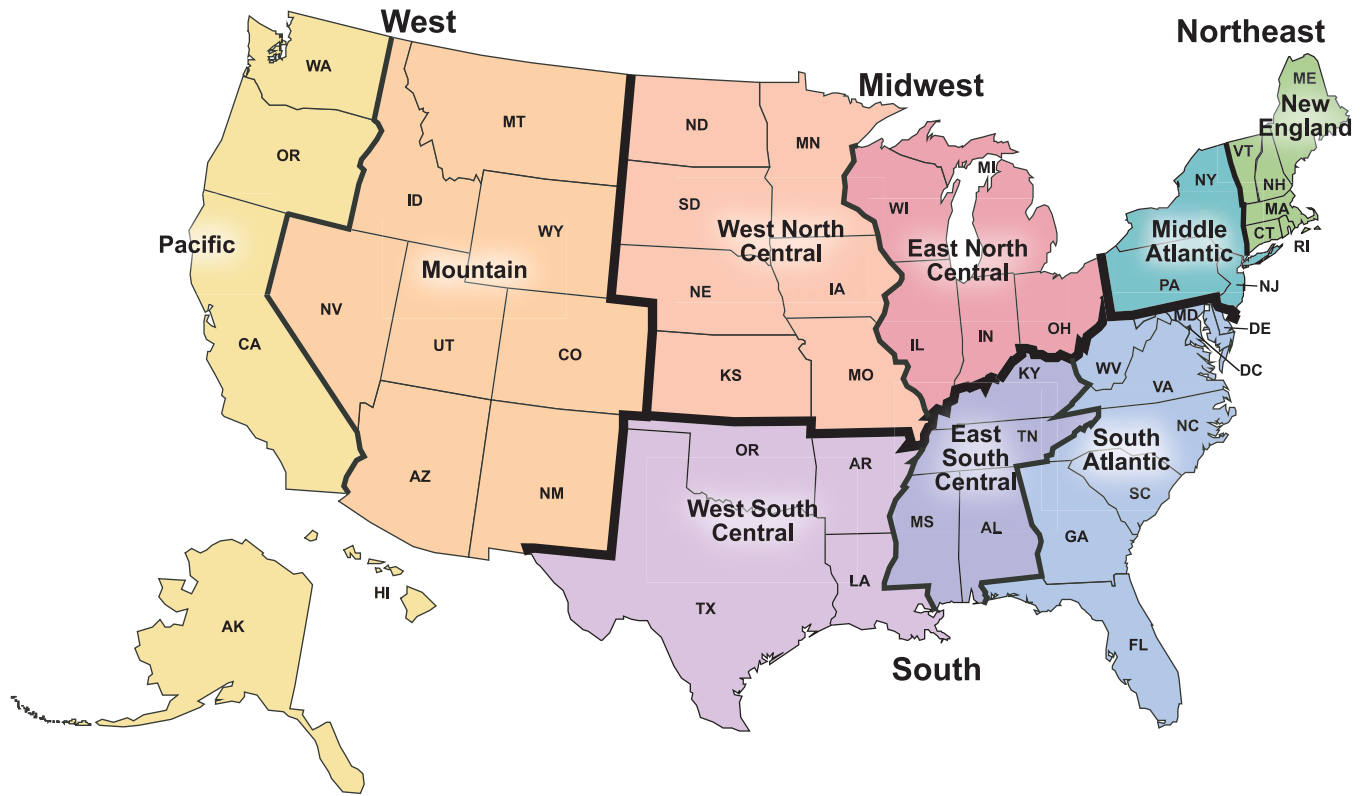 West
Northeast
Midwest
South
WA
OR
CA
AK
HI
Pacific
MT
ID
WY
NV
UT
CO
AZ
NM
Mountain
ND
MN
SD
NE
IA
KS
MO
West North
Central
WI
MI
IL
IN
OH
East North
Central
ME
New
England
VT
NH
MA
CT
RI
NY
Middle
Atlantic
PA
NJ
OR
AR
West South
Central
TX
LA
KY
TN
East
South
Central
MS
AL
MD
DE
DC
WV
VA
NC
South
Atlantic
SC
GA
FL